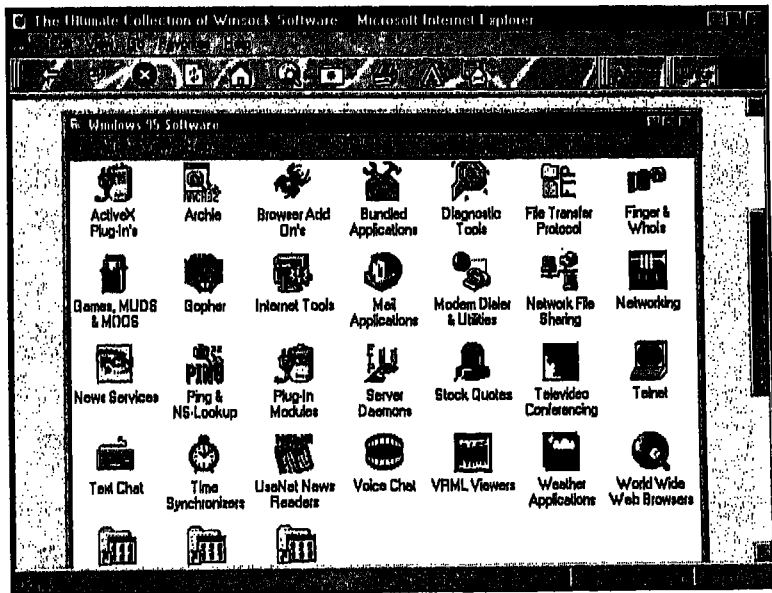 The Ultimate Collection of Winsock Software Microsoft Internet Explorer
Windows 95 Software
ActiveX Plug-In's
Archie
Browser Add On's
Bundled Applications
Diagnostic Tools
File Transfer Protocol
Finger & Whois
Games, MUDS & MOOS
Gopher
Internet Tools
Mail Applications
Modem Dialer & Utilities
Network File Sharing
Networking
News Services
PING
Ping & NS-Lookup
Plug-In Modules
Server Daemons
Stock Quotes
Televideo Conferencing
Telnet
Text Chat
Time Synchronizers
UseNet News Readers
Voice Chat
VRML Viewers
Weather Applications
World Wide Web Browsers